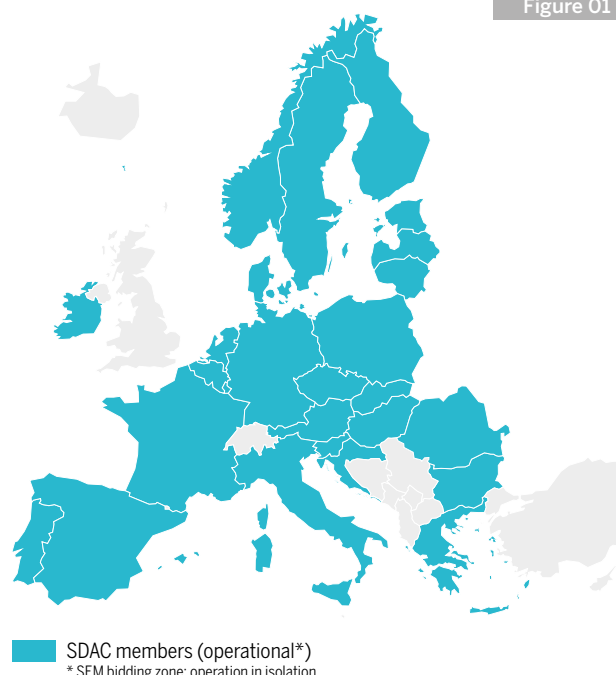 Figure 01
SDAC members (operational*)
* SEM bidding zone: operation in isolation